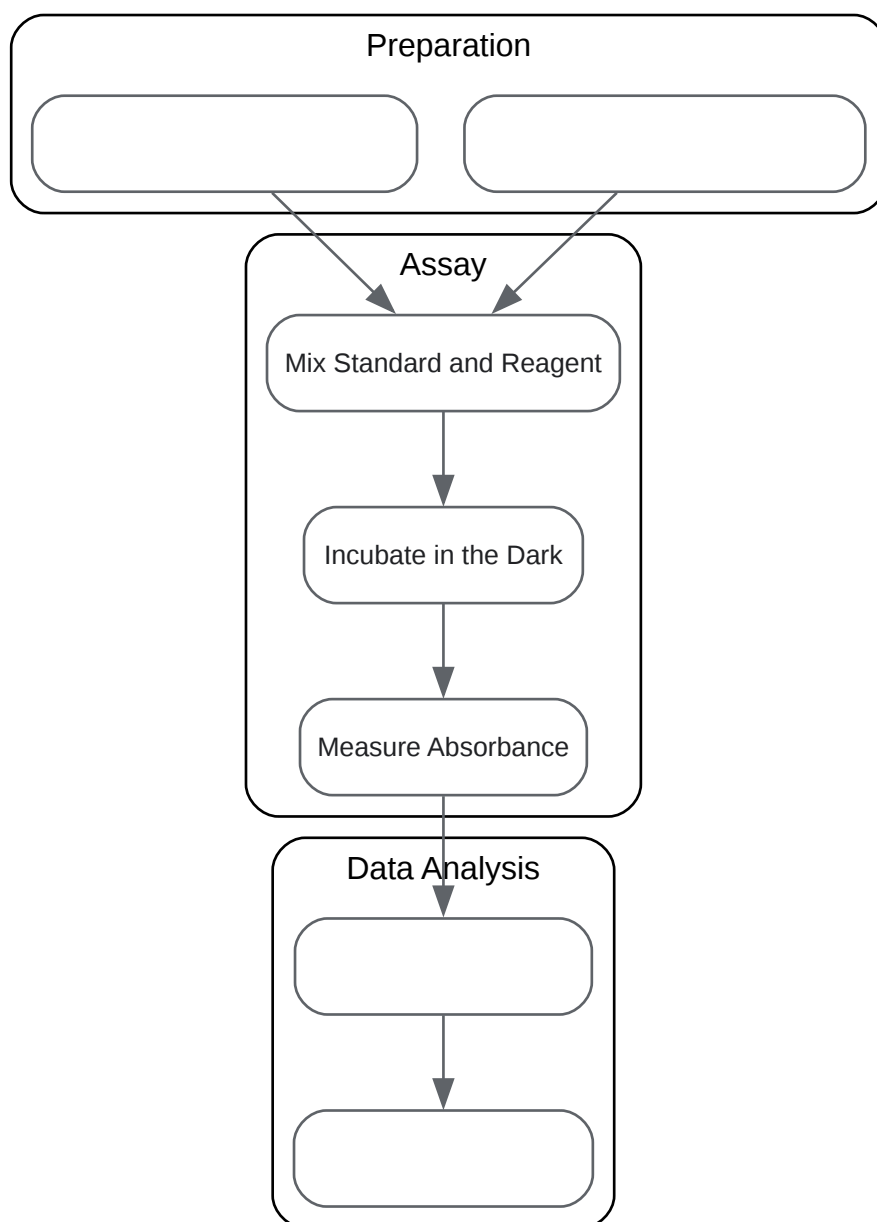 Preparation
Assay
Mix Standard and Reagent
Incubate in the Dark
Measure Absorbance
Data Analysis